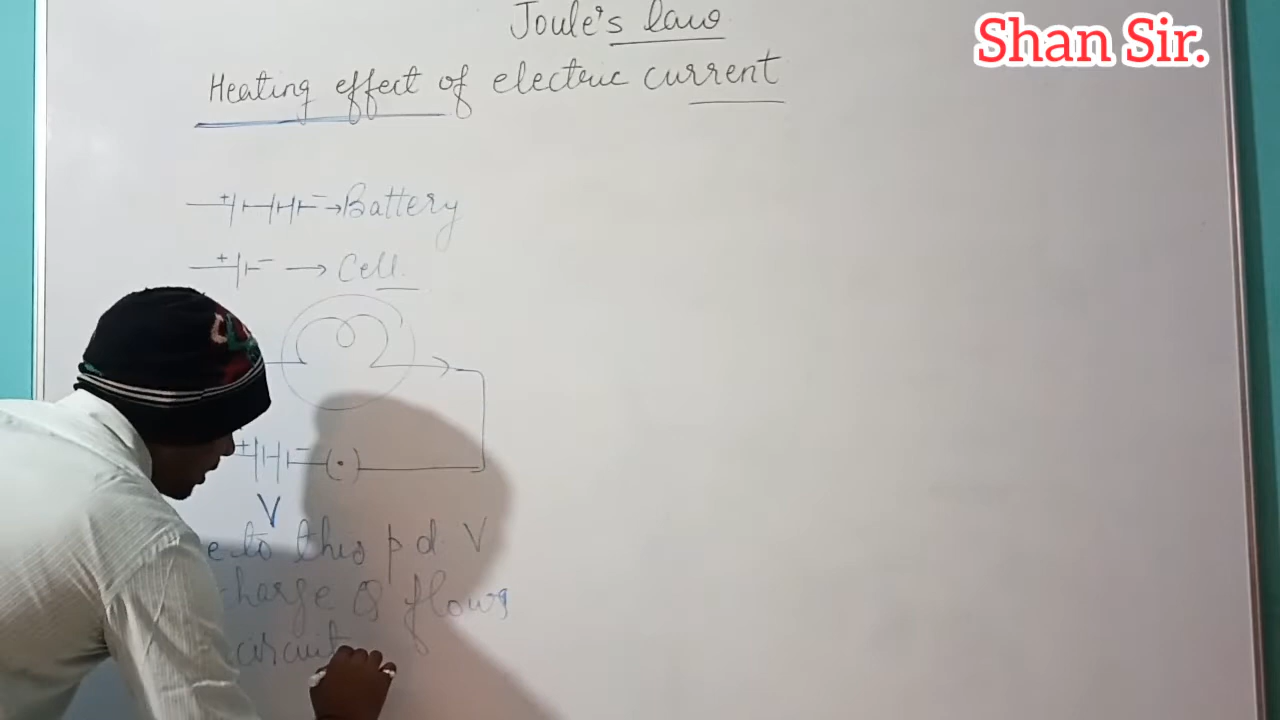 Joule's law
Shan Sir.
Heating effect of electric current
+ − → Battery
+ − → Cell.
+ − (·)
V
to this p d. V
charge Q flows
circuit